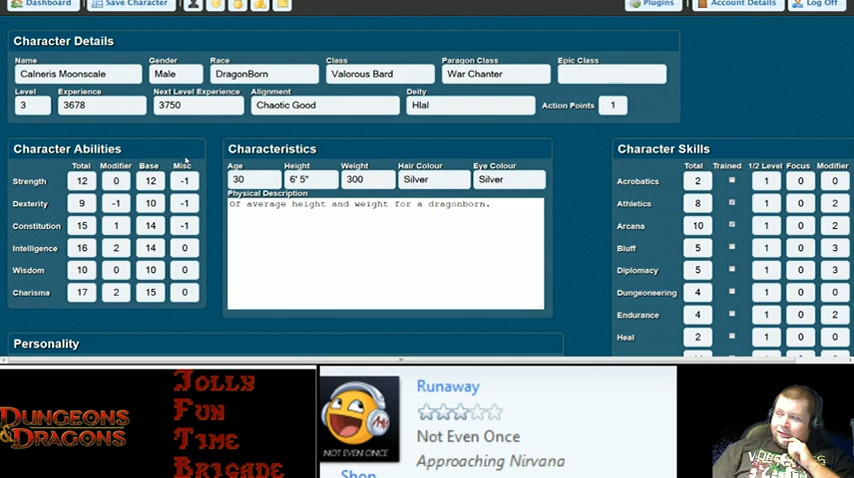 Dashboard Save Character Plugins Account Details Log Off
Character Details
Name Gender Race Class Paragon Class Epic Class
Calneris Moonscale Male DragonBorn Valorous Bard War Chanter
Level Experience Next Level Experience Alignment Deity
3 3678 3750 Chaotic Good Hlal Action Points 1
Character Abilities
Total Modifier Base Misc
Strength 12 0 12 -1
Dexterity 9 -1 10 -1
Constitution 15 1 14 -1
Intelligence 16 2 14 0
Wisdom 10 0 10 0
Charisma 17 2 15 0
Characteristics
Age Height Weight Hair Colour Eye Colour
30 6' 5" 300 Silver Silver
Physical Description
Of average height and weight for a dragonborn.
Character Skills
Total Trained 1/2 Level Focus Modifier
Acrobatics 2 1 0 0
Athletics 8 1 0 2
Arcana 10 1 0 2
Bluff 5 1 0 3
Diplomacy 5 1 0 3
Dungeoneering 4 1 0 0
Endurance 4 1 0 2
Heal 2 1 0 0
Personality
DUNGEONS
& DRAGONS
Jolly
Fun
Time
Brigade
NOT EVEN ONCE
Shop
Runaway
Not Even Once
Approaching Nirvana